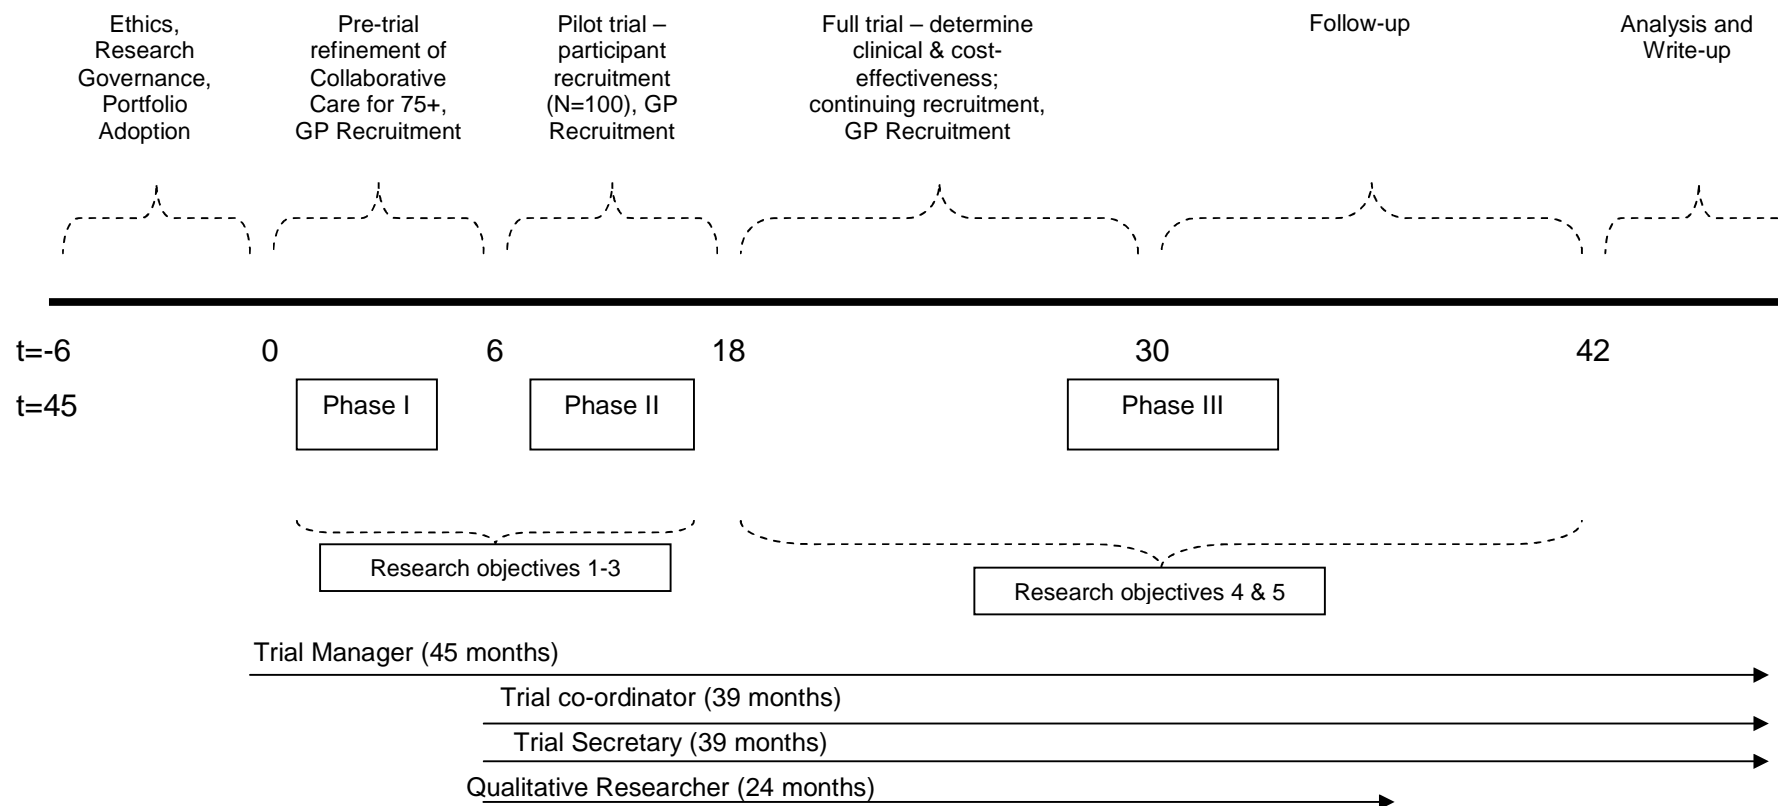 Ethics,
Research
Governance,
Portfolio
Adoption
Pre-trial
refinement of
Collaborative
Care for 75+,
GP Recruitment
Pilot trial –
participant
recruitment
(N=100), GP
Recruitment
Full trial – determine
clinical & cost-
effectiveness;
continuing recruitment,
GP Recruitment
Follow-up
Analysis and
Write-up
t=-6 0 6 18 30 42
t=45
Phase I
Phase II
Phase III
Research objectives 1-3
Research objectives 4 & 5
Trial Manager (45 months)
Trial co-ordinator (39 months)
Trial Secretary (39 months)
Qualitative Researcher (24 months)